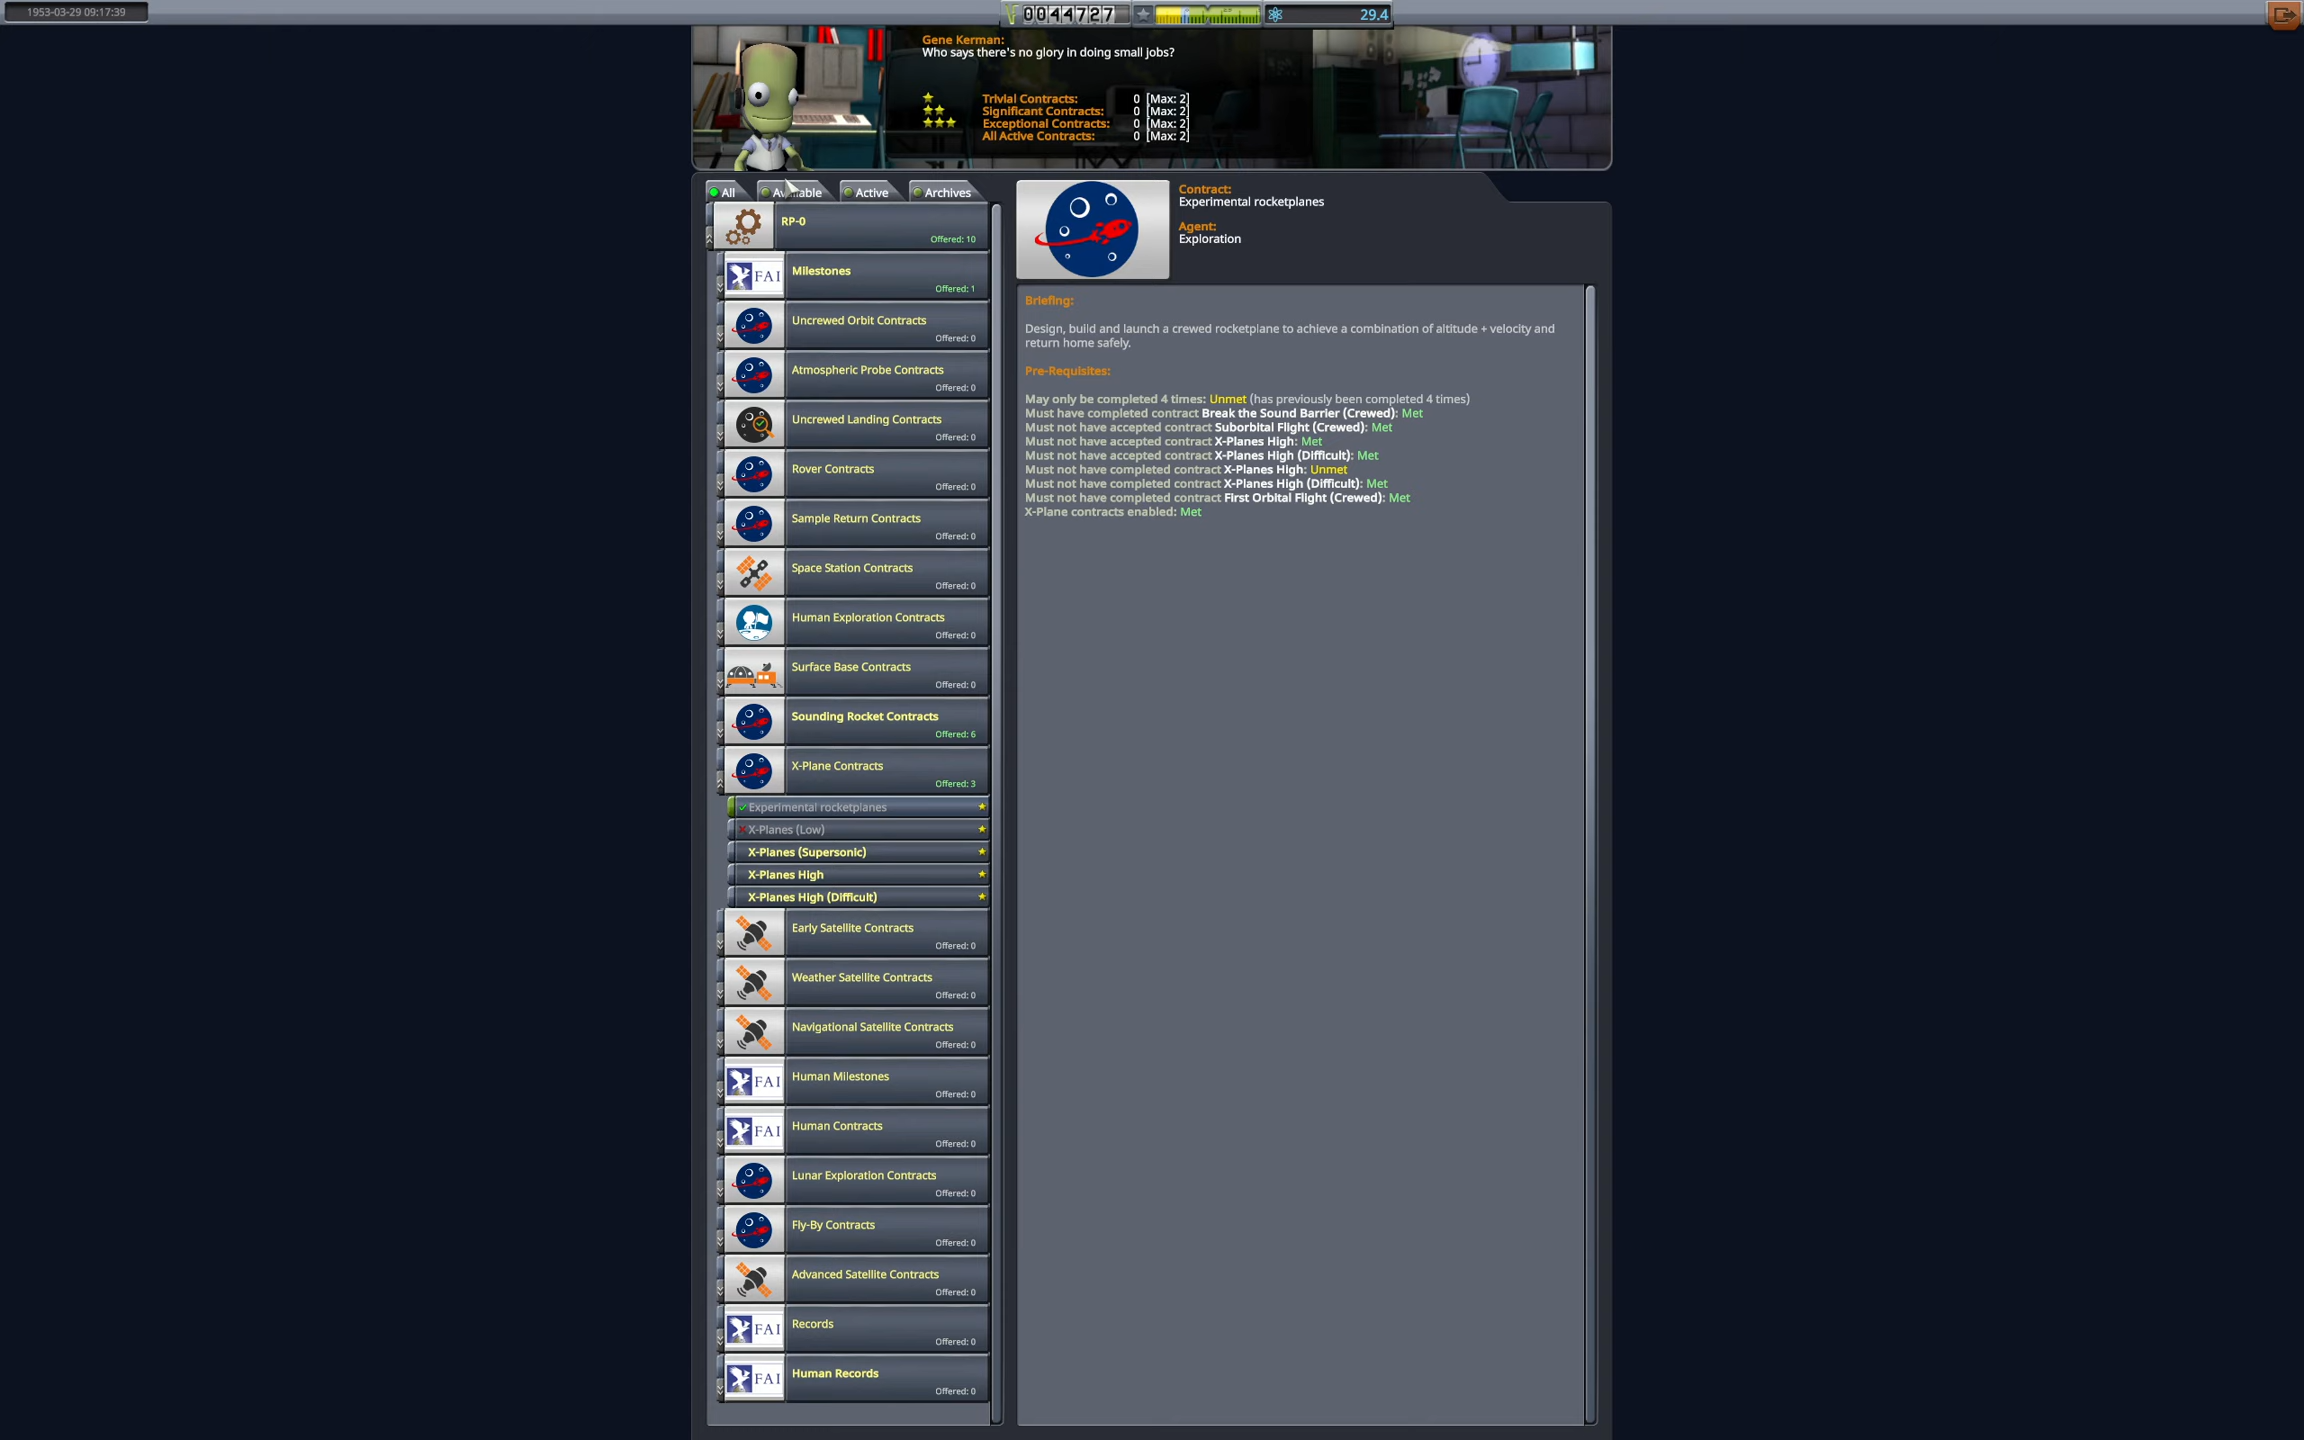 1953-03-29 09:17:39
0044727
29.4
Gene Kerman:
Who says there's no glory in doing small jobs?
Trivial Contracts: 0 [Max: 2]
Significant Contracts: 0 [Max: 2]
Exceptional Contracts: 0 [Max: 2]
All Active Contracts: 0 [Max: 2]
All
Available
Active
Archives
RP-0
Offered: 10
FAI
Milestones
Offered: 1
Uncrewed Orbit Contracts
Offered: 0
Atmospheric Probe Contracts
Offered: 0
Uncrewed Landing Contracts
Offered: 0
Rover Contracts
Offered: 0
Sample Return Contracts
Offered: 0
Space Station Contracts
Offered: 0
Human Exploration Contracts
Offered: 0
Surface Base Contracts
Offered: 0
Sounding Rocket Contracts
Offered: 6
X-Plane Contracts
Offered: 3
Experimental rocketplanes
X-Planes (Low)
X-Planes (Supersonic)
X-Planes High
X-Planes High (Difficult)
Early Satellite Contracts
Offered: 0
Weather Satellite Contracts
Offered: 0
Navigational Satellite Contracts
Offered: 0
FAI
Human Milestones
Offered: 0
FAI
Human Contracts
Offered: 0
Lunar Exploration Contracts
Offered: 0
Fly-By Contracts
Offered: 0
Advanced Satellite Contracts
Offered: 0
FAI
Records
Offered: 0
FAI
Human Records
Offered: 0
Contract:
Experimental rocketplanes
Agent:
Exploration
Briefing:
Design, build and launch a crewed rocketplane to achieve a combination of altitude + velocity and
return home safely.
Pre-Requisites:
May only be completed 4 times: Unmet (has previously been completed 4 times)
Must have completed contract Break the Sound Barrier (Crewed): Met
Must not have accepted contract Suborbital Flight (Crewed): Met
Must not have accepted contract X-Planes High: Met
Must not have accepted contract X-Planes High (Difficult): Met
Must not have completed contract X-Planes High: Unmet
Must not have completed contract X-Planes High (Difficult): Met
Must not have completed contract First Orbital Flight (Crewed): Met
X-Plane contracts enabled: Met